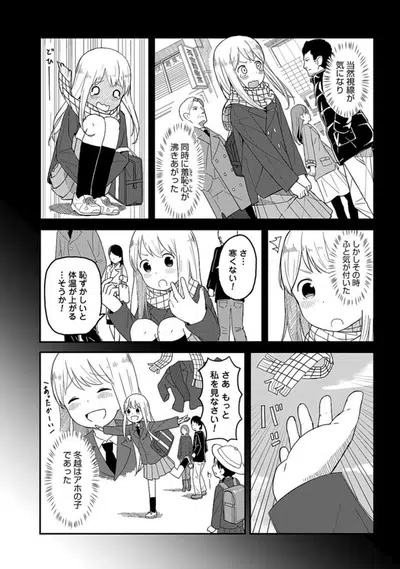 当然視線が
気になり
同時に羞恥心が
沸きあがった
どひー
しかしその時
ふと気が付いた
さ…
寒くない!
恥ずかしいと
体温が上がる
…そうか!
さあ もっと
私を見なさい!
あったかーい
冬越はアホの子
であった